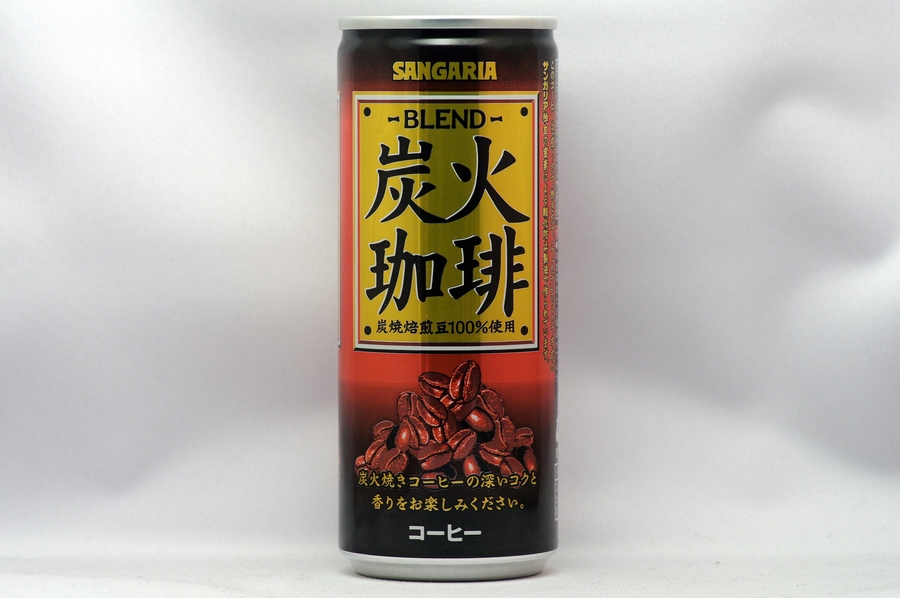 SANGARIA
BLEND
炭火
珈琲
炭焼焙煎豆100%使用
炭火焼きコーヒーの深いコクと
香りをお楽しみください。
コーヒー